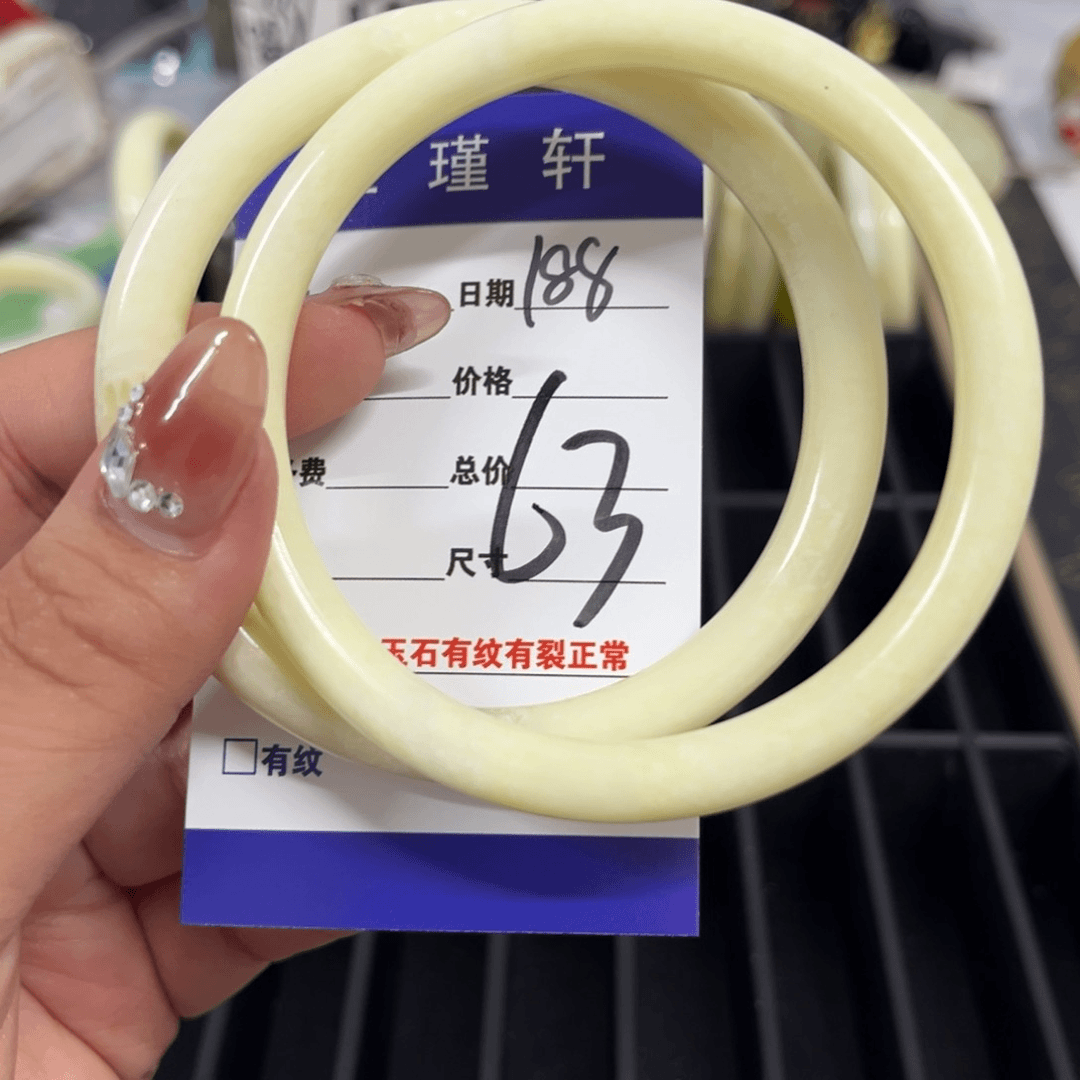 瑾 轩
日期 188
价格
费 总价
63
尺寸
玉石有纹有裂正常
□有纹